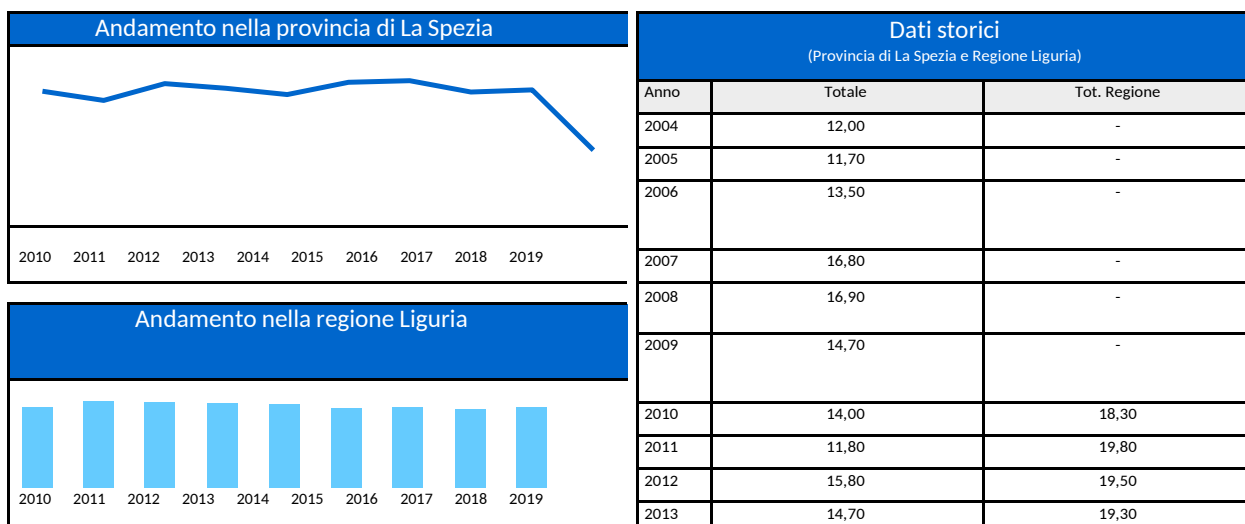 Andamento nella provincia di La Spezia
2010 2011 2012 2013 2014 2015 2016 2017 2018 2019
Andamento nella regione Liguria
2010 2011 2012 2013 2014 2015 2016 2017 2018 2019
Dati storici
(Provincia di La Spezia e Regione Liguria)
Anno Totale Tot. Regione
2004 12,00 -
2005 11,70 -
2006 13,50 -
2007 16,80 -
2008 16,90 -
2009 14,70 -
2010 14,00 18,30
2011 11,80 19,80
2012 15,80 19,50
2013 14,70 19,30